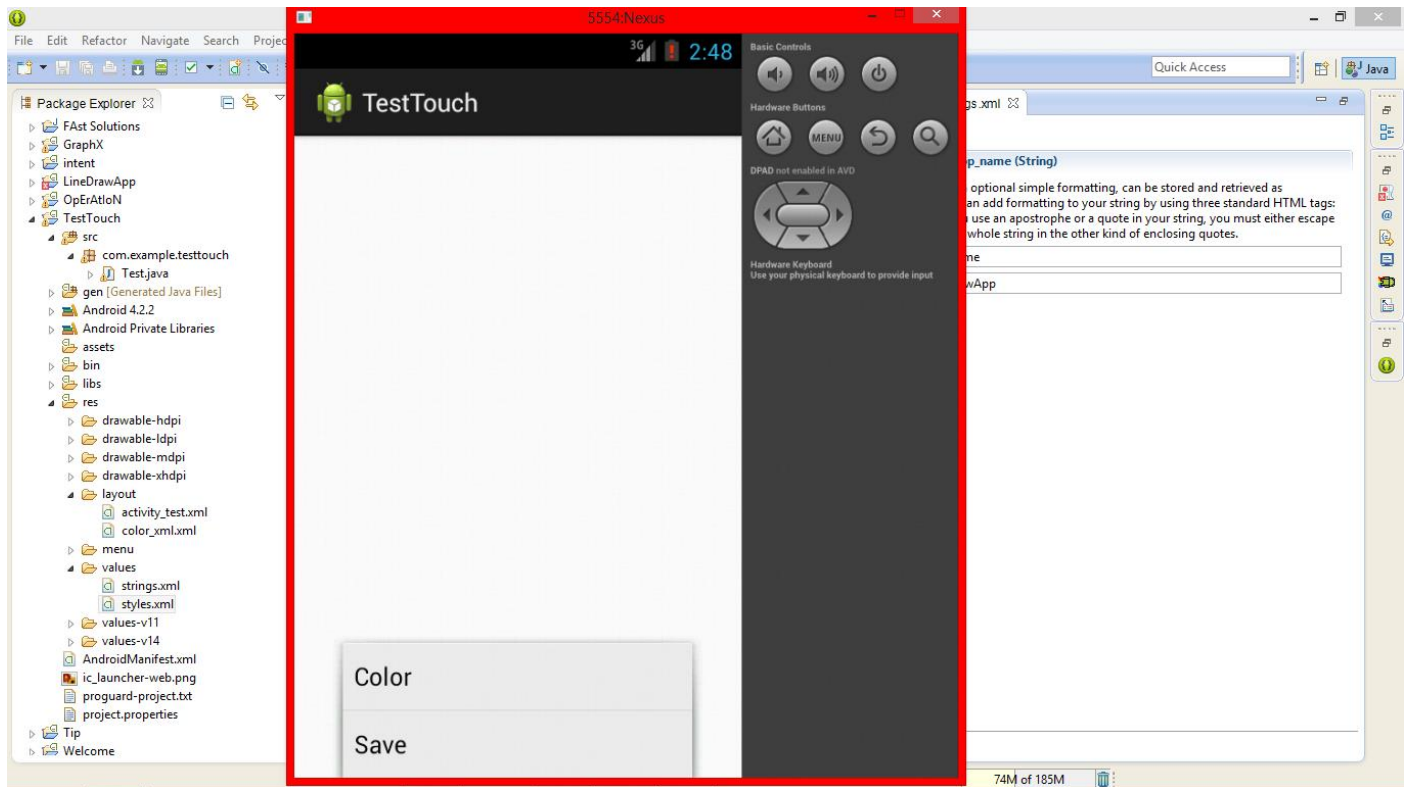 5554:Nexus
File Edit Refactor Navigate Search Projec
Quick Access
Java
Package Explorer
FAst Solutions
GraphX
intent
LineDrawApp
OpErAtIoN
TestTouch
src
com.example.testtouch
Test.java
gen [Generated Java Files]
Android 4.2.2
Android Private Libraries
assets
bin
libs
res
drawable-hdpi
drawable-ldpi
drawable-mdpi
drawable-xhdpi
layout
activity_test.xml
color_xml.xml
menu
values
strings.xml
styles.xml
values-v11
values-v14
AndroidManifest.xml
ic_launcher-web.png
proguard-project.txt
project.properties
Tip
Welcome
3G 2:48
TestTouch
Color
Save
Basic Controls
Hardware Buttons
MENU
DPAD not enabled in AVD
Hardware Keyboard
Use your physical keyboard to provide input
gs.xml
p_name (String)
optional simple formatting, can be stored and retrieved as
an add formatting to your string by using three standard HTML tags:
use an apostrophe or a quote in your string, you must either escape
whole string in the other kind of enclosing quotes.
me
wApp
74M of 185M